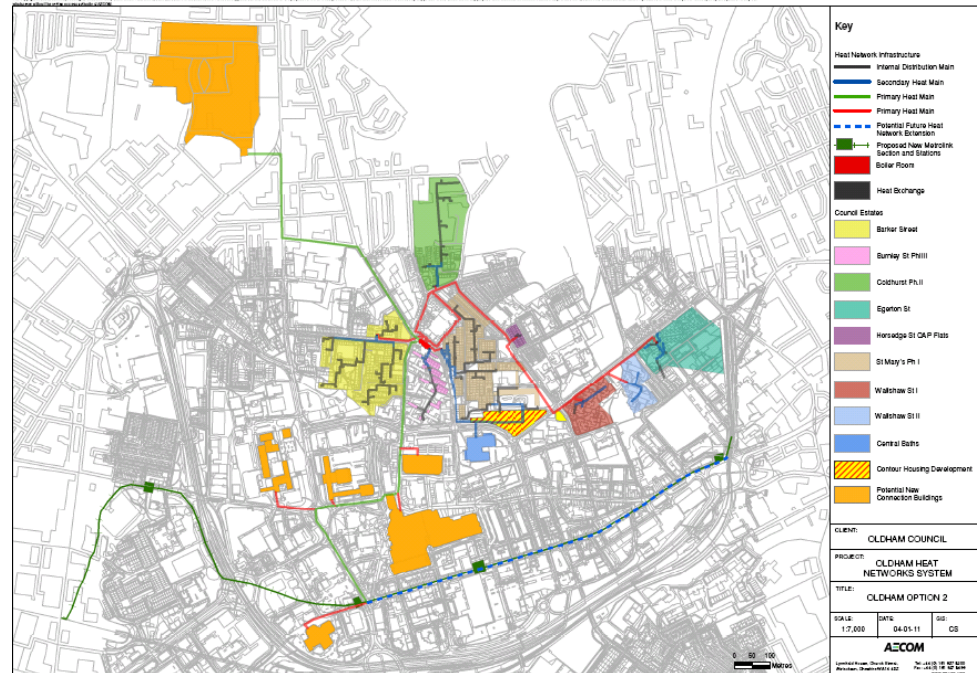 Key
Heat Network Infrastructure
Internal Distribution Main
Secondary Heat Main
Primary Heat Main
Primary Heat Main
Potential Future Heat
Network Extension
Proposed New Metrolink
Section and Stations
Boiler Room
Heat Exchange
Council Estates
Barker Street
Burnley St PhIII
Coldhurst Ph.II
Egerton St
Horsedge St CAP Flats
St Mary's Ph I
Wallshaw St I
Wallshaw St II
Central Baths
Contour Housing Development
Potential New
Connection Buildings
CLIENT:
OLDHAM COUNCIL
PROJECT:
OLDHAM HEAT
NETWORKS SYSTEM
TITLE:
OLDHAM OPTION 2
SCALE: DATE: GIS:
1:7,000 04-01-11 CS
AECOM
0 50 100
Metres